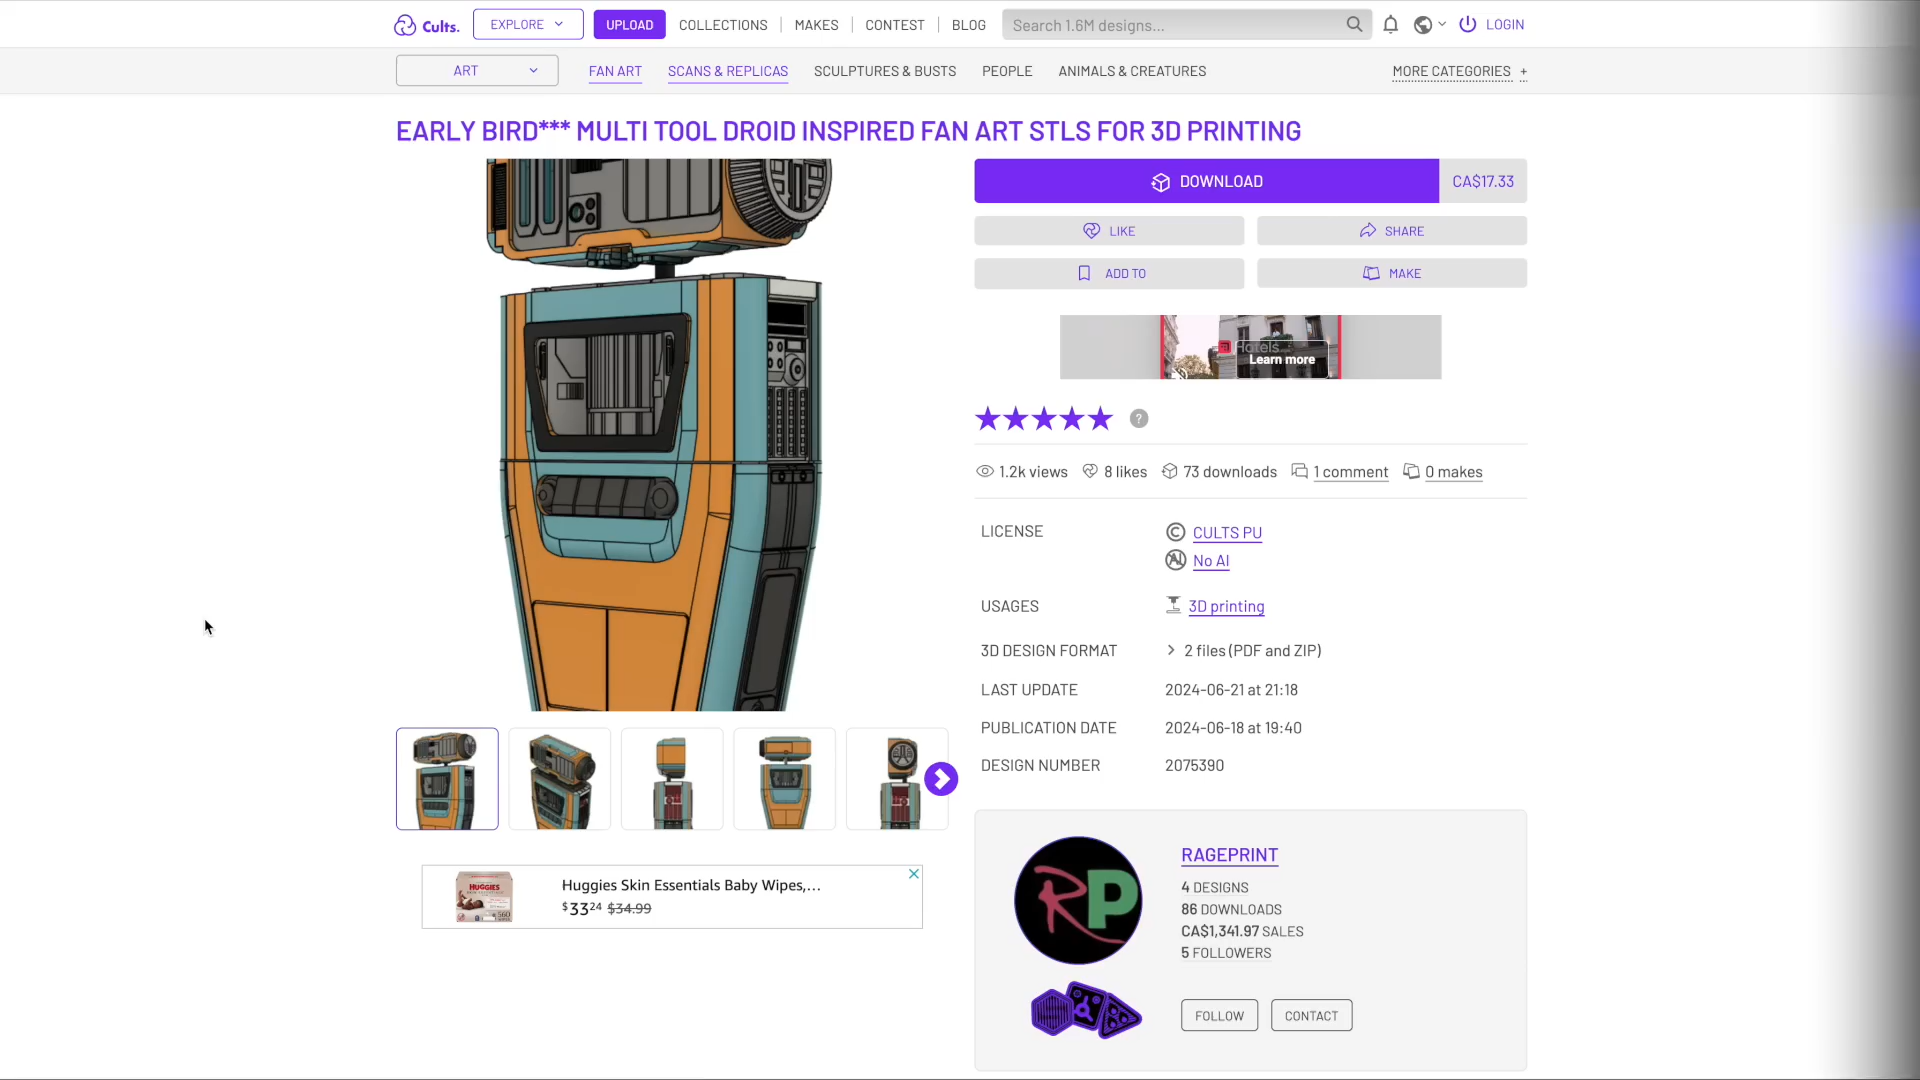 Cults.
EXPLORE
UPLOAD
COLLECTIONS
MAKES
CONTEST
BLOG
Search 1.6M designs...
LOGIN
ART
FAN ART
SCANS & REPLICAS
SCULPTURES & BUSTS
PEOPLE
ANIMALS & CREATURES
MORE CATEGORIES +
EARLY BIRD*** MULTI TOOL DROID INSPIRED FAN ART STLS FOR 3D PRINTING
DOWNLOAD
CA$17.33
LIKE
SHARE
ADD TO
MAKE
Hotels
Learn more
?
1.2k views
8 likes
73 downloads
1 comment
0 makes
LICENSE
CULTS PU
No AI
USAGES
3D printing
3D DESIGN FORMAT
2 files (PDF and ZIP)
LAST UPDATE
2024-06-21 at 21:18
PUBLICATION DATE
2024-06-18 at 19:40
DESIGN NUMBER
2075390
HUGGIES
560
Huggies Skin Essentials Baby Wipes,...
$33 24 $34.99
RP
RAGEPRINT
4 DESIGNS
86 DOWNLOADS
CA$1,341.97 SALES
5 FOLLOWERS
FOLLOW
CONTACT